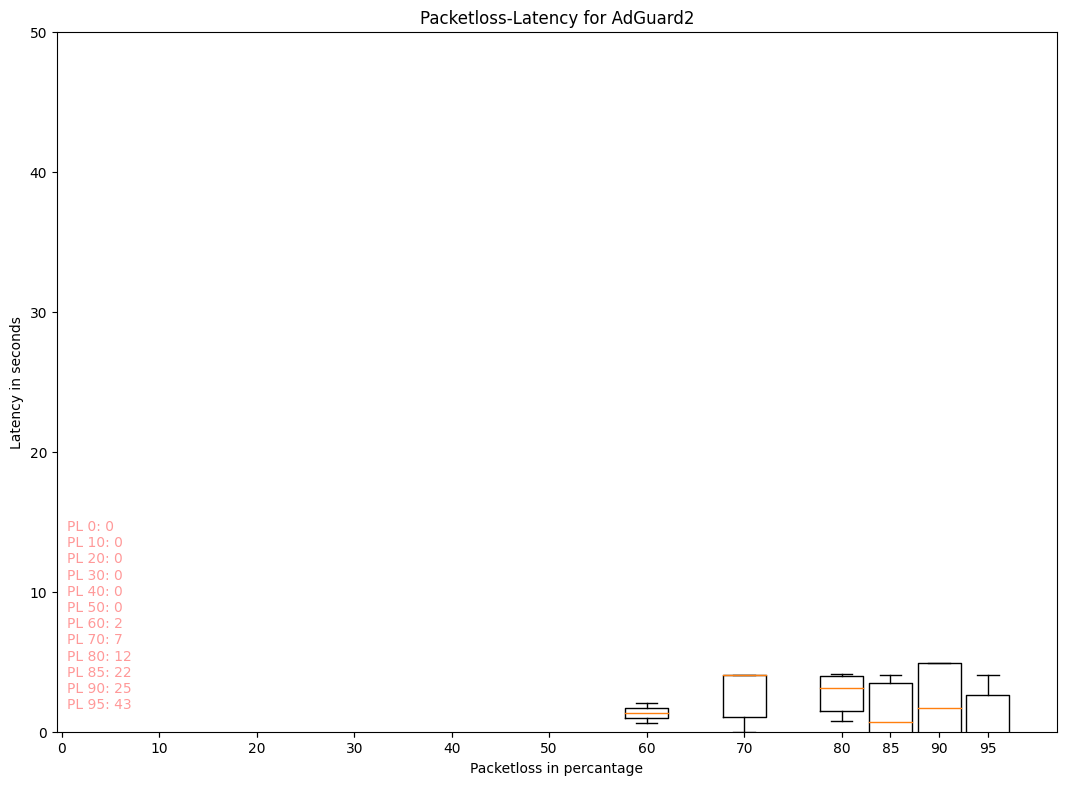 Packetloss-Latency for AdGuard2
50
40
30
20
10
0
Latency in seconds
PL 0: 0
PL 10: 0
PL 20: 0
PL 30: 0
PL 40: 0
PL 50: 0
PL 60: 2
PL 70: 7
PL 80: 12
PL 85: 22
PL 90: 25
PL 95: 43
0 10 20 30 40 50 60 70 80 85 90 95
Packetloss in percantage